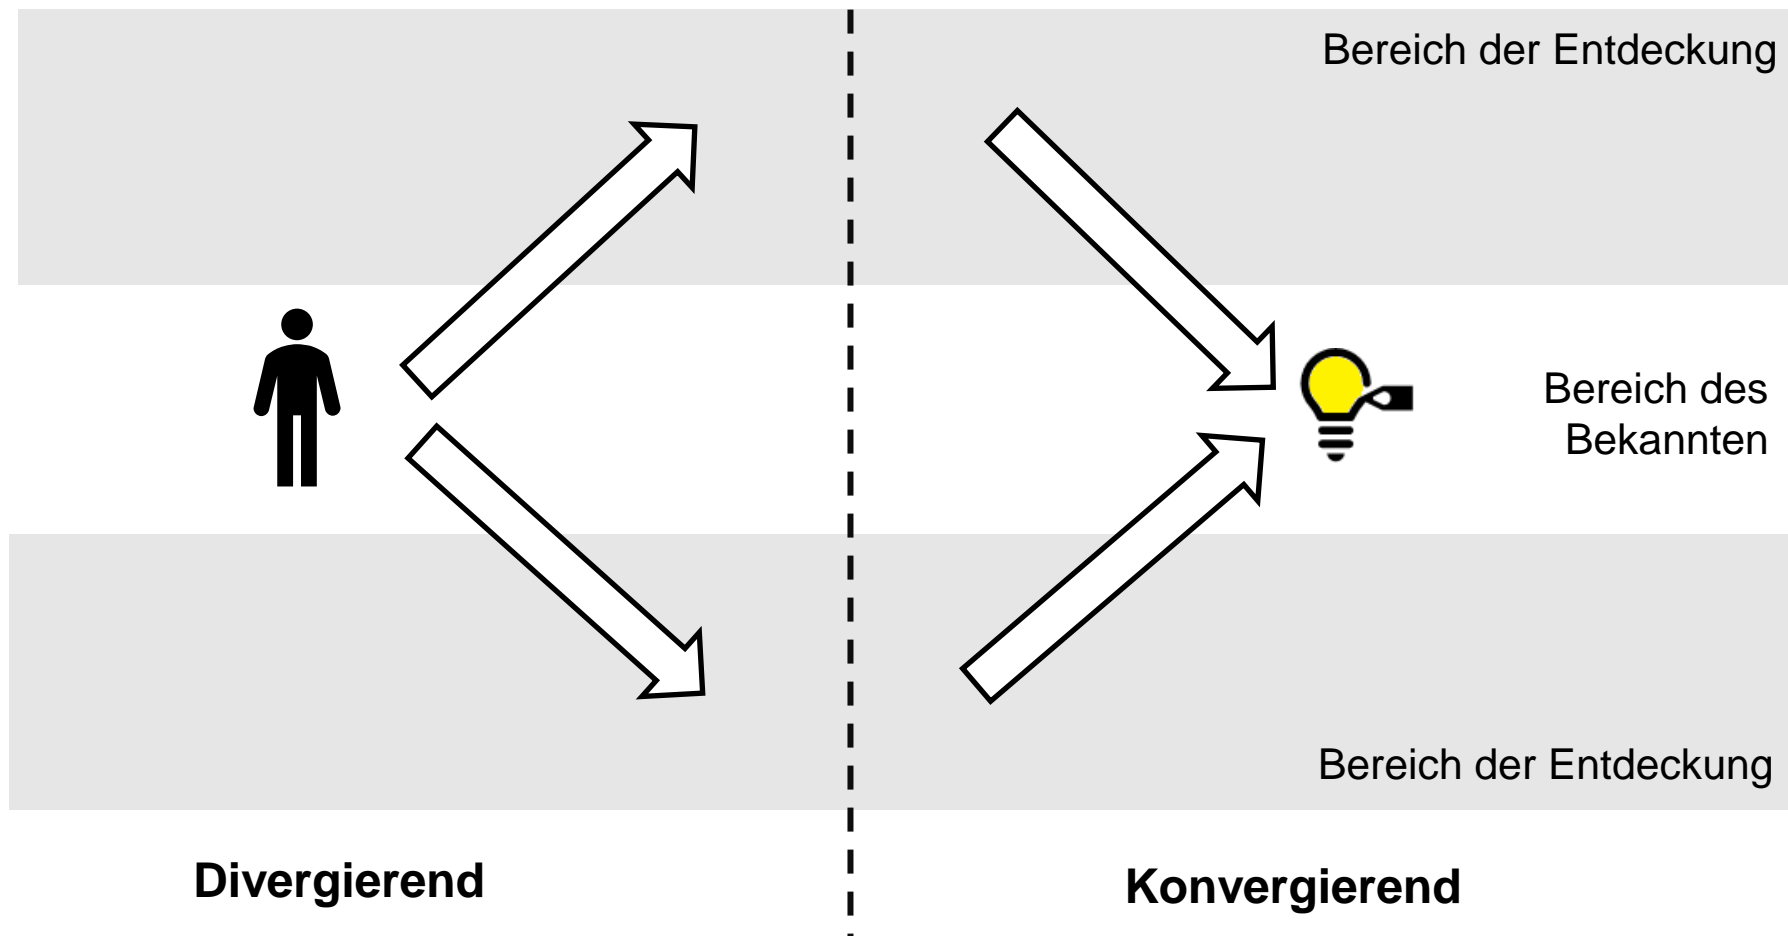 Bereich der Entdeckung
Bereich des
Bekannten
Bereich der Entdeckung
Divergierend
Konvergierend